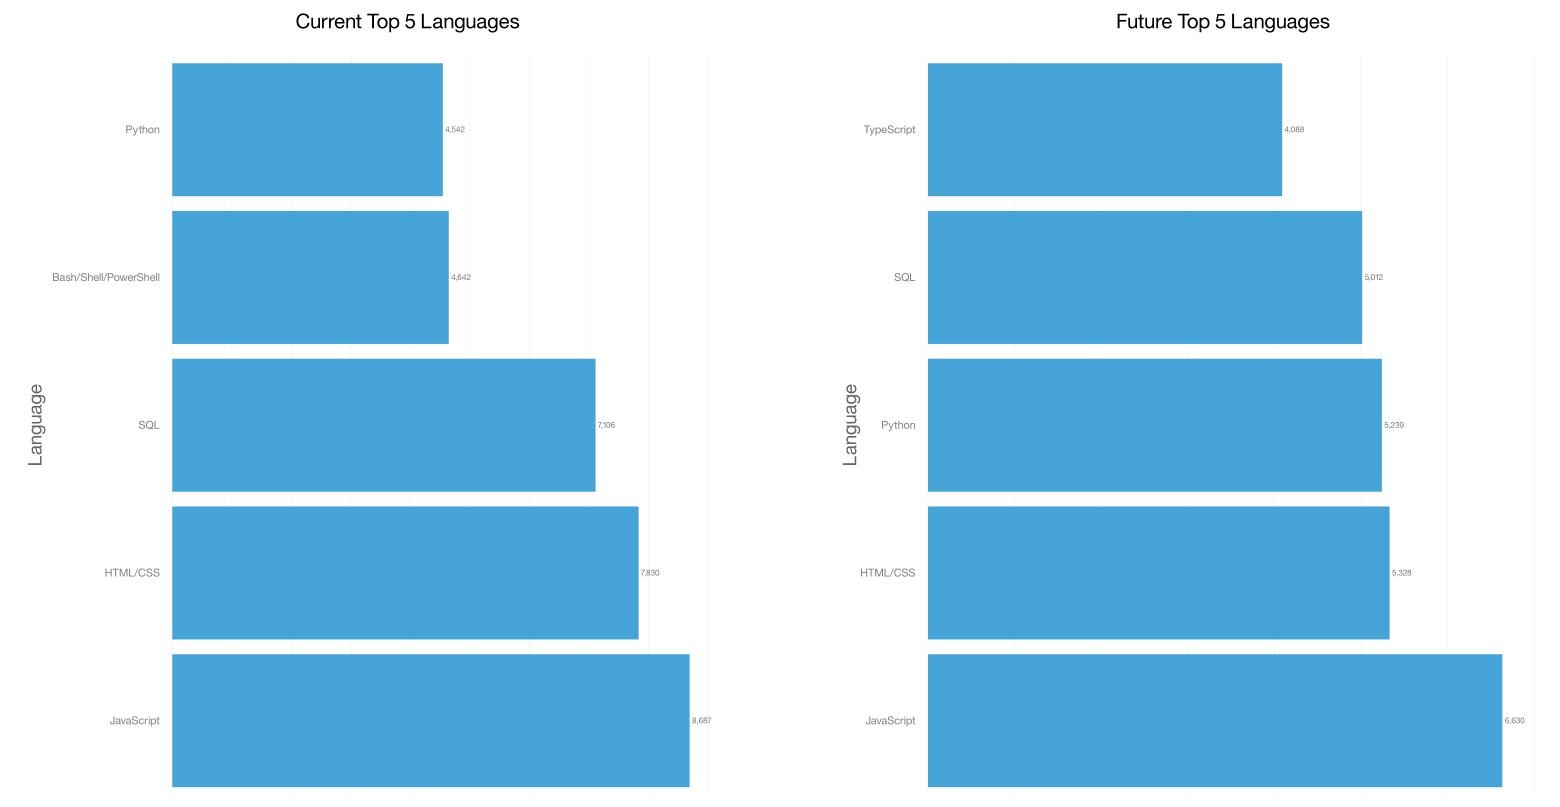 Current Top 5 Languages
Language
Python
4,542
Bash/Shell/PowerShell
4,642
SQL
7,106
HTML/CSS
7,830
JavaScript
8,687
Future Top 5 Languages
Language
TypeScript
4,088
SQL
5,012
Python
5,239
HTML/CSS
5,328
JavaScript
6,630